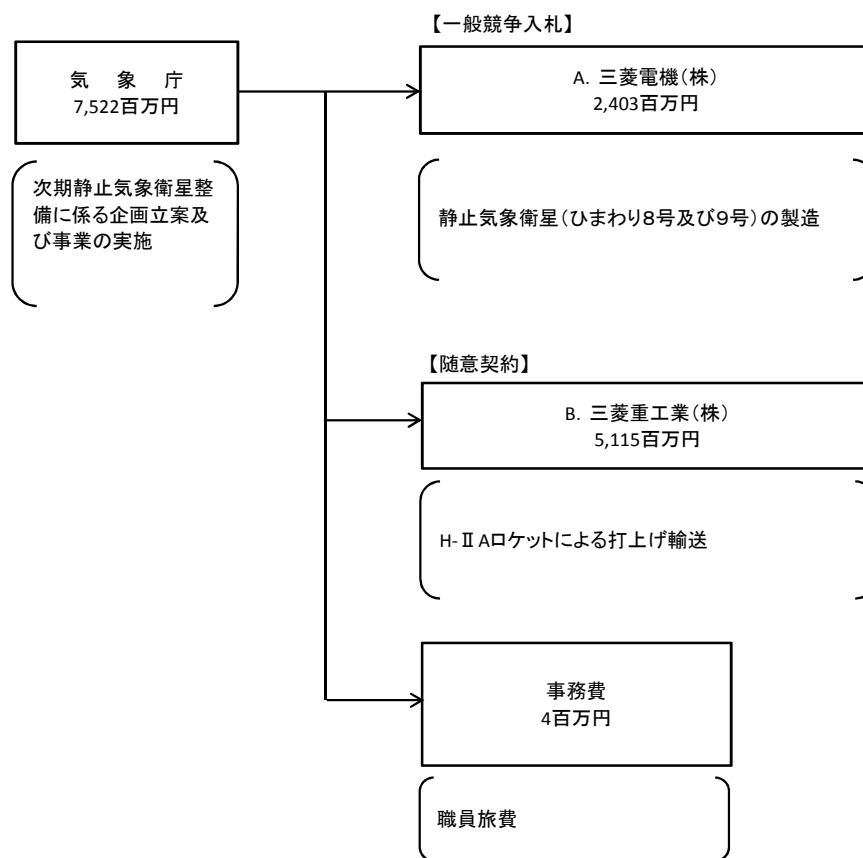 気　象　庁
7,522百万円
次期静止気象衛星整
備に係る企画立案及
び事業の実施
【一般競争入札】
A. 三菱電機(株)
2,403百万円
静止気象衛星(ひまわり8号及び9号)の製造
【随意契約】
B. 三菱重工業(株)
5,115百万円
H-ⅡAロケットによる打上げ輸送
事務費
4百万円
職員旅費